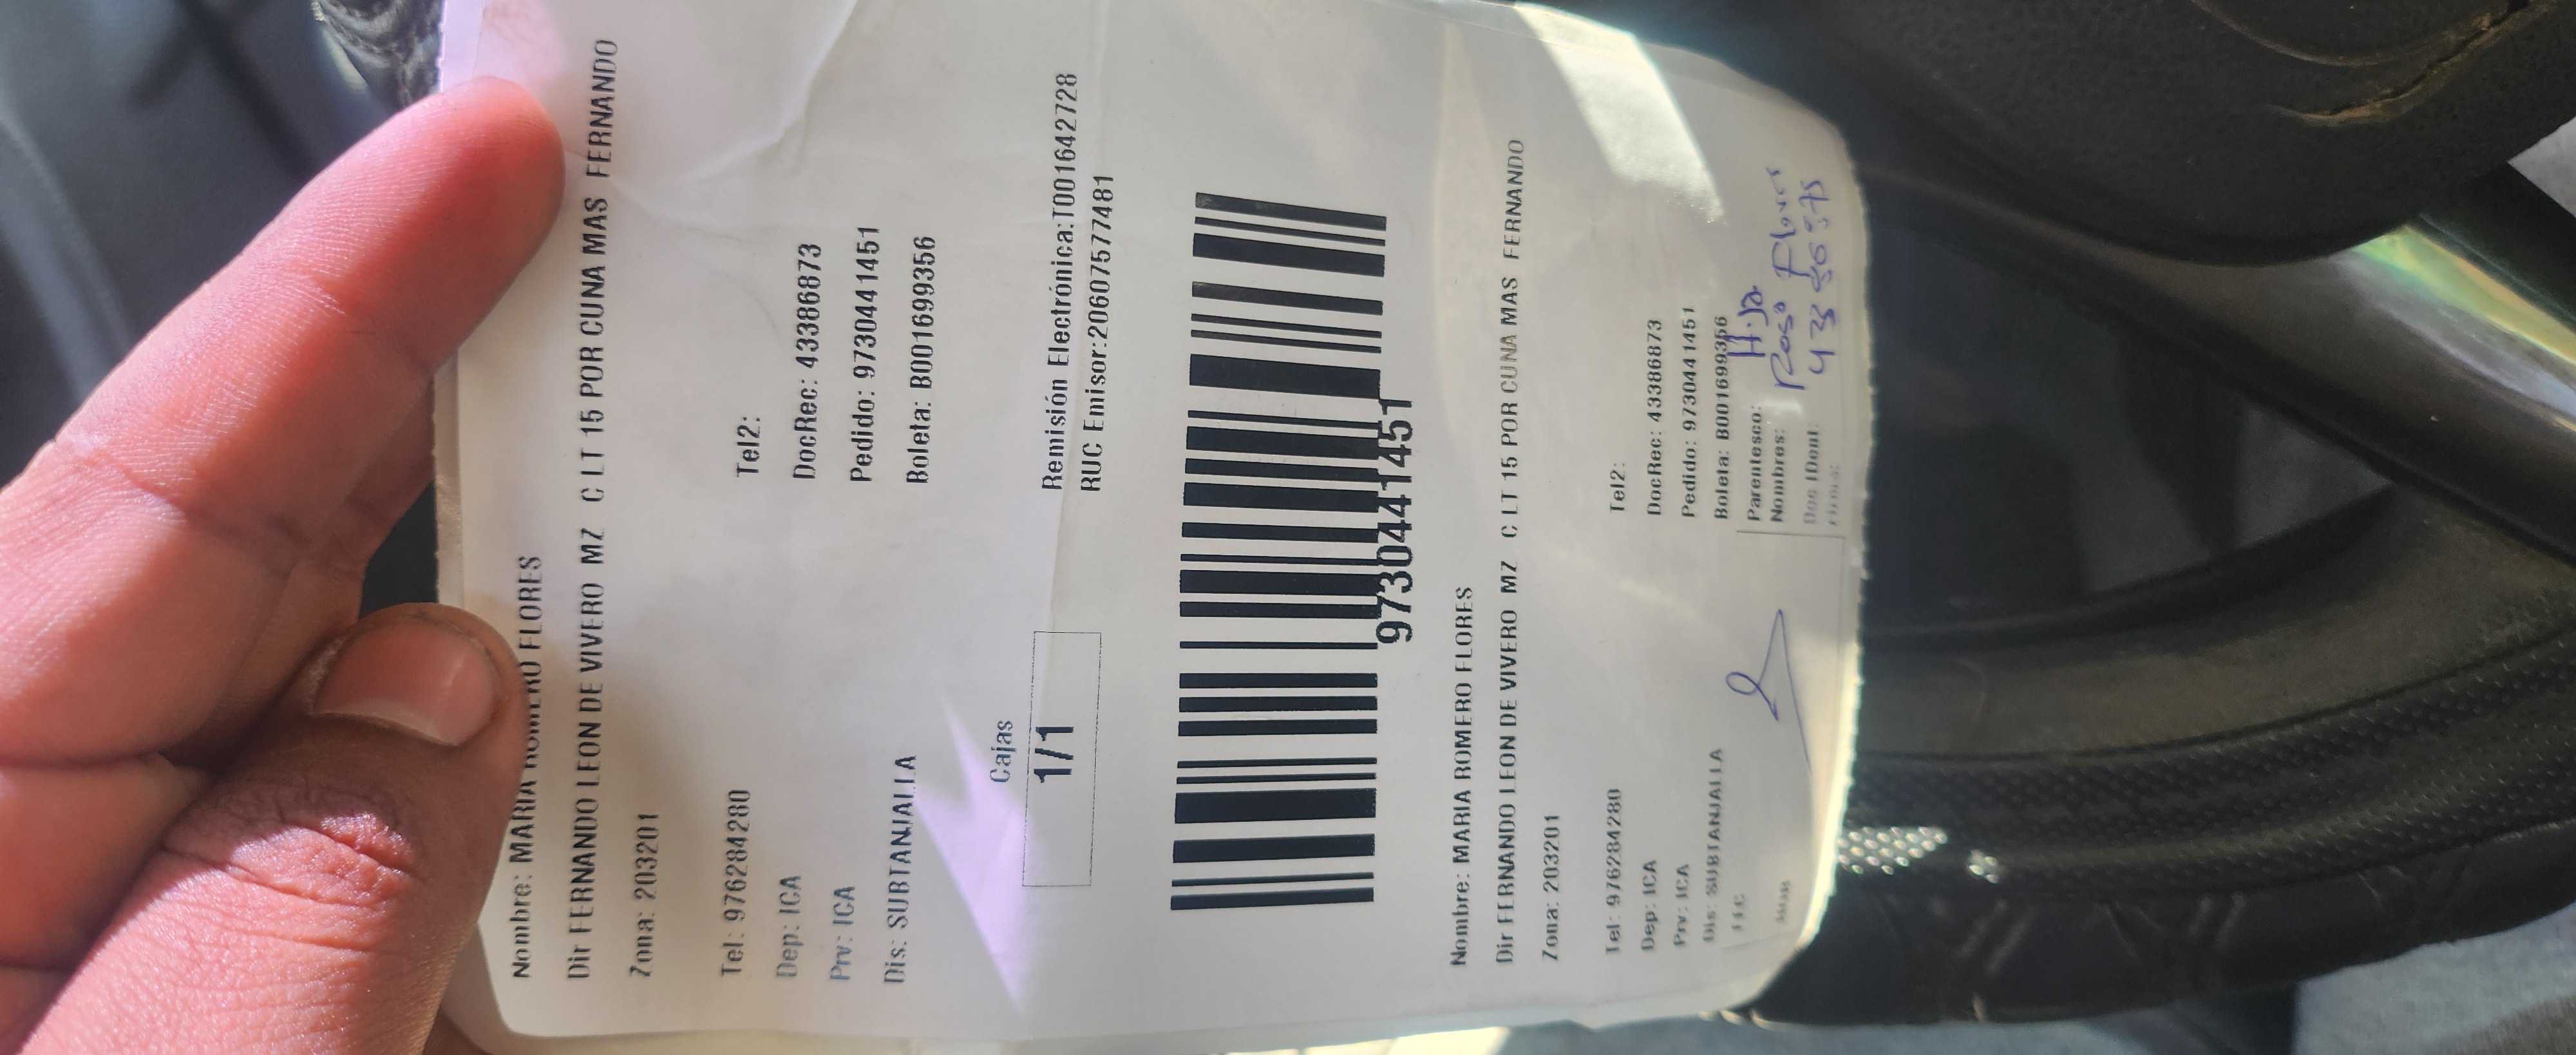 Nombre: MARIA ROMERO FLORES
Dir FERNANDO LEON DE VIVERO MZ C LT 15 POR CUNA MAS FERNANDO
Zona: 203201
Tel: 976284280 Tel2:
Dep: ICA DocRec: 43386873
Prv: ICA Pedido: 9730441451
Dis: SUBTANJALLA Boleta: B001699356
Cajas
1/1
Remisión Electrónica:T001642728
RUC Emisor:20607577481
9730441451
Nombre: MARIA ROMERO FLORES
Dir FERNANDO LEON DE VIVERO MZ C LT 15 POR CUNA MAS FERNANDO
Zona: 203201
Tel: 976284280 Tel2:
Dep: ICA DocRec: 43386873
Prv: ICA Pedido: 9730441451
Dis: SUBTANJALLA Boleta: B001699356
Parentesco: Hija
Nombres: Rosa Flores
Doc IDent:
Firma: